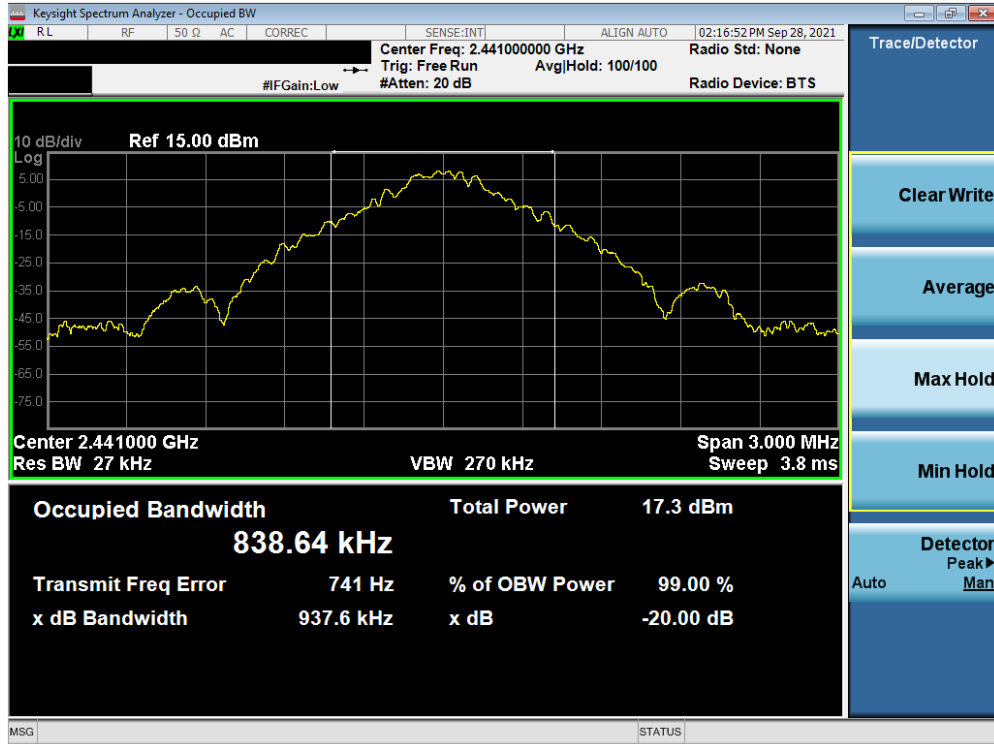 Keysight Spectrum Analyzer - Occupied BW
LXI RL RF 50 Ω AC CORREC SENSE:INT ALIGN AUTO 02:16:52 PM Sep 28, 2021
Center Freq: 2.441000000 GHz Radio Std: None
Trig: Free Run Avg|Hold: 100/100
#IFGain:Low #Atten: 20 dB Radio Device: BTS
10 dB/div Ref 15.00 dBm
Log
5.00
-5.00
-15.0
-25.0
-35.0
-45.0
-55.0
-65.0
-75.0
Center 2.441000 GHz Span 3.000 MHz
Res BW 27 kHz VBW 270 kHz Sweep 3.8 ms
Occupied Bandwidth Total Power 17.3 dBm
838.64 kHz
Transmit Freq Error 741 Hz % of OBW Power 99.00 %
x dB Bandwidth 937.6 kHz x dB -20.00 dB
MSG STATUS
Trace/Detector
Clear Write
Average
Max Hold
Min Hold
Detector
Peak▶
Auto Man